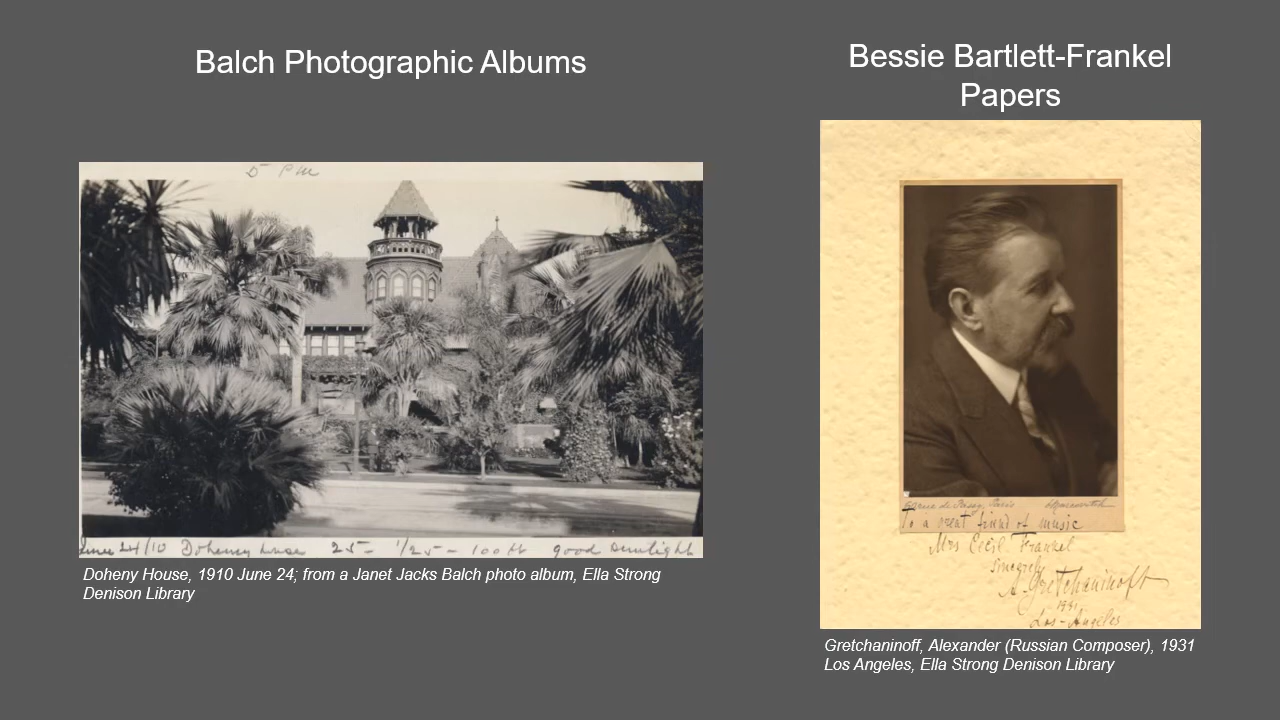 Balch Photographic Albums
5 PM
June 24/10 Doheney house 25- 1/25- 100 ft good sunlight
Doheny House, 1910 June 24; from a Janet Jacks Balch photo album, Ella Strong
Denison Library
Bessie Bartlett-Frankel
Papers
Paris
To a great friend of music
Mrs Cecil Frankel
sincerely
A. Gretchaninoff
1931
Los-Angeles
Gretchaninoff, Alexander (Russian Composer), 1931
Los Angeles, Ella Strong Denison Library